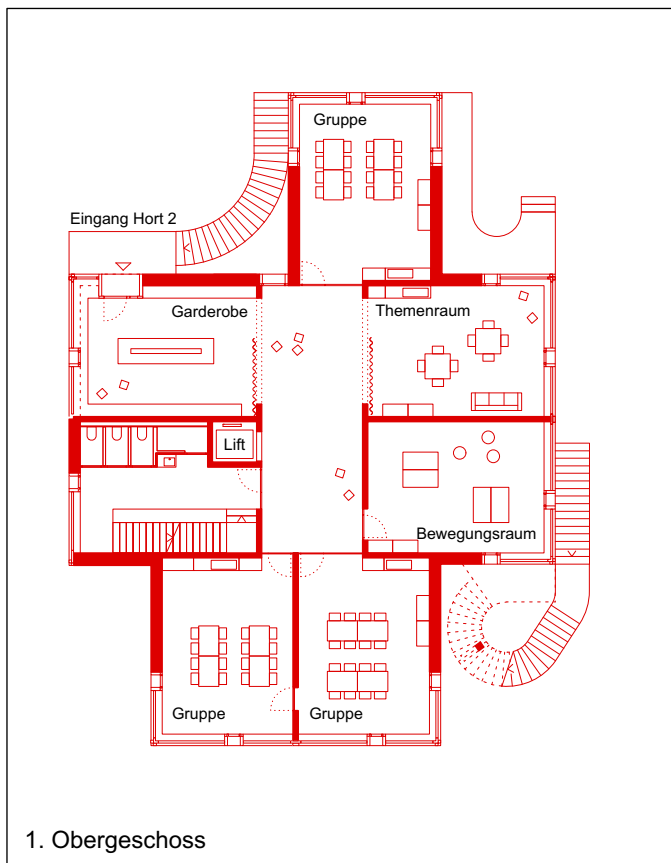 Gruppe
Eingang Hort 2
Garderobe
Themenraum
Lift
Bewegungsraum
Gruppe
Gruppe
1. Obergeschoss